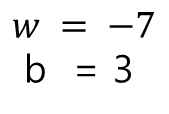 w = −7
b = 3